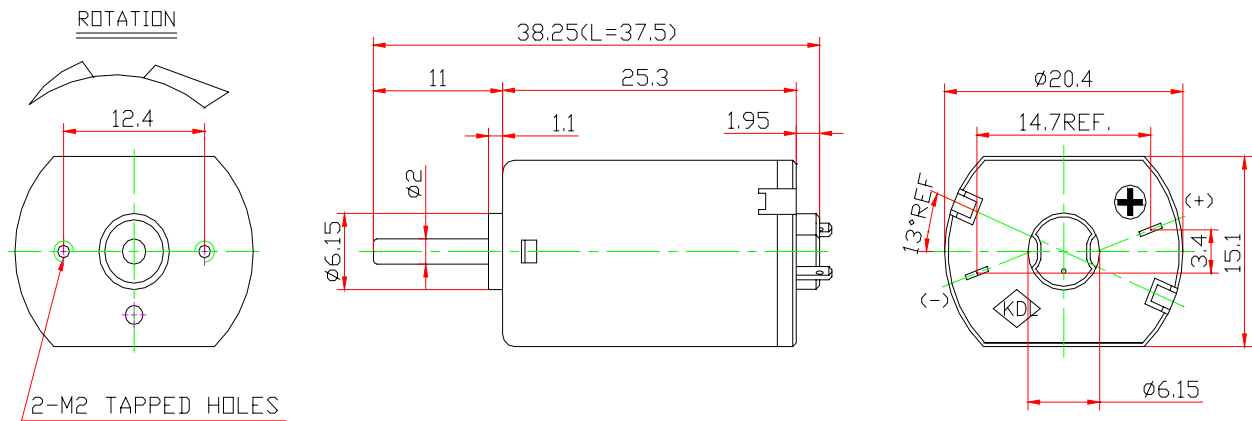 ROTATION
12.4
2-M2 TAPPED HOLES
38.25(L=37.5)
11
25.3
1.1
1.95
ø2
ø6.15
ø20.4
14.7REF.
13°REF
(+)
3.4
15.1
(-)
KDL
ø6.15